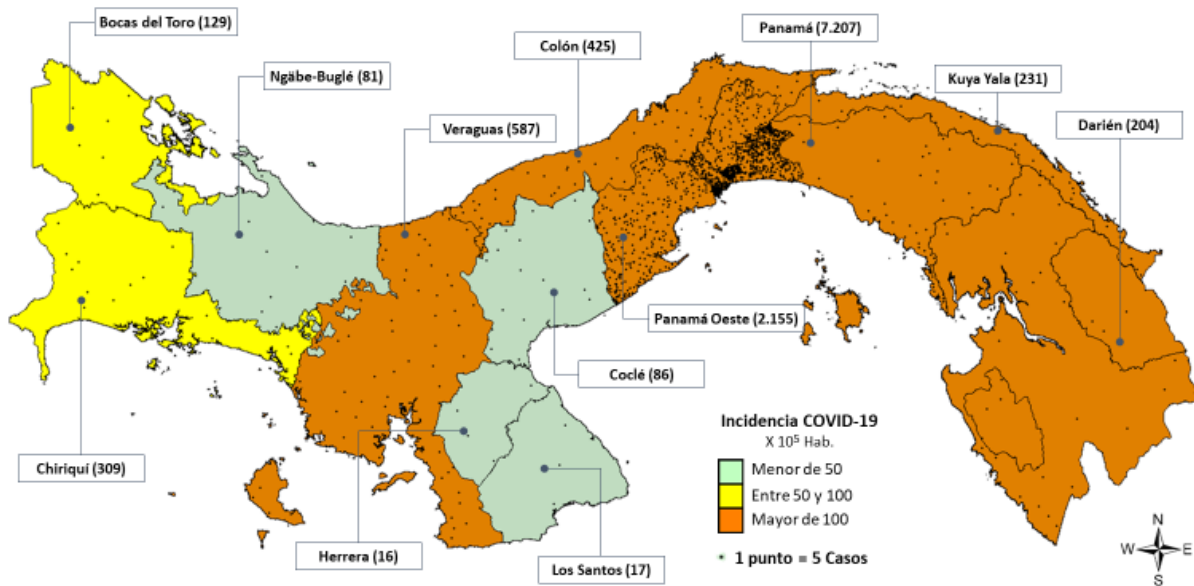 Bocas del Toro (129)
Ngäbe-Buglé (81)
Veraguas (587)
Colón (425)
Panamá (7.207)
Kuya Yala (231)
Darién (204)
Panamá Oeste (2.155)
Coclé (86)
Chiriquí (309)
Herrera (16)
Los Santos (17)
Incidencia COVID-19
X 10⁵ Hab.
Menor de 50
Entre 50 y 100
Mayor de 100
1 punto = 5 Casos
N
W E
S